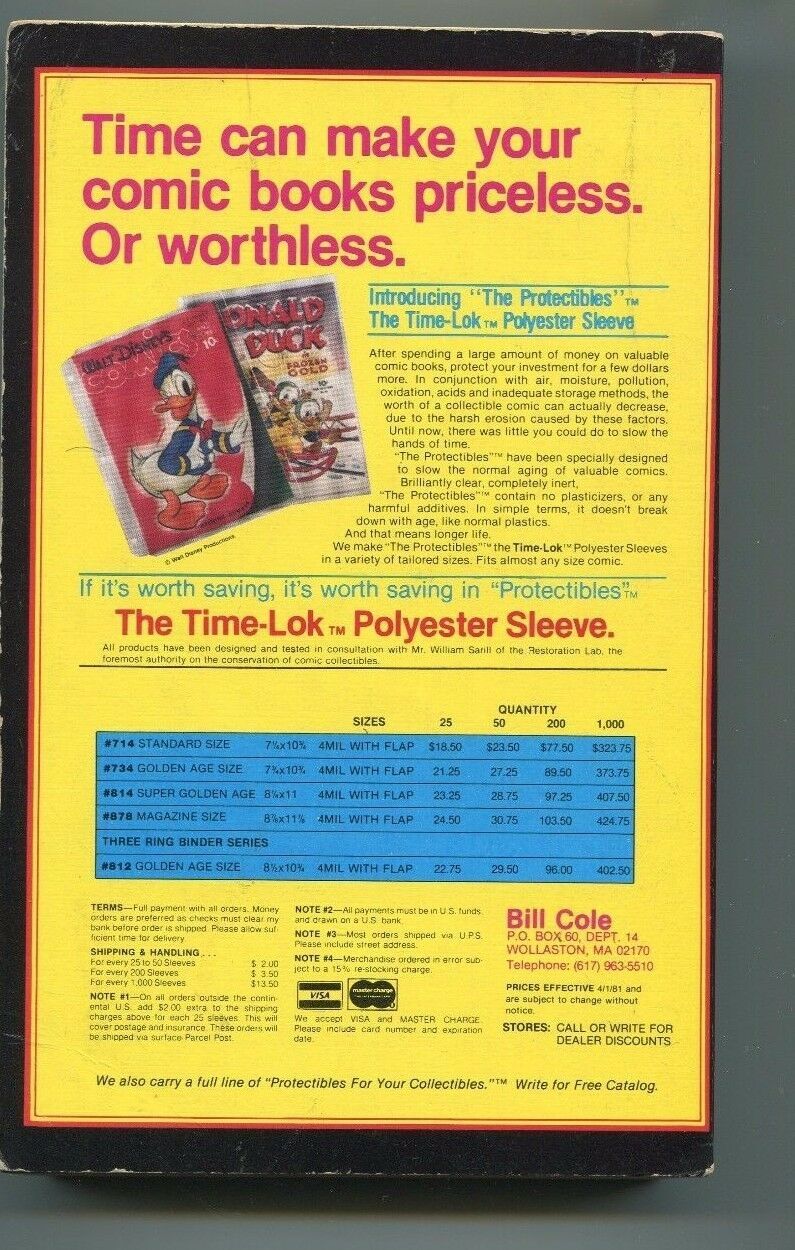 Time can make your
comic books priceless.
Or worthless.
WALT DISNEY'S
COMICS
10¢
DONALD
DUCK
in
FROZEN
GOLD
10
© Walt Disney Productions
Introducing "The Protectibles"™
The Time-Lok™ Polyester Sleeve
After spending a large amount of money on valuable
comic books, protect your investment for a few dollars
more. In conjunction with air, moisture, pollution,
oxidation, acids and inadequate storage methods, the
worth of a collectible comic can actually decrease,
due to the harsh erosion caused by these factors.
Until now, there was little you could do to slow the
hands of time.
"The Protectibles"™ have been specially designed
to slow the normal aging of valuable comics.
Brilliantly clear, completely inert,
"The Protectibles"™ contain no plasticizers, or any
harmful additives. In simple terms, it doesn't break
down with age, like normal plastics.
And that means longer life.
We make "The Protectibles"™ the Time-Lok™ Polyester Sleeves
in a variety of tailored sizes. Fits almost any size comic.
If it's worth saving, it's worth saving in "Protectibles"™
The Time-Lok™ Polyester Sleeve.
All products have been designed and tested in consultation with Mr. William Sarill of the Restoration Lab, the
foremost authority on the conservation of comic collectibles.
QUANTITY
SIZES 25 50 200 1,000
#714 STANDARD SIZE 7¼x10¾ 4MIL WITH FLAP $18.50 $23.50 $77.50 $323.75
#734 GOLDEN AGE SIZE 7¾x10¾ 4MIL WITH FLAP 21.25 27.25 89.50 373.75
#814 SUPER GOLDEN AGE 8¼x11 4MIL WITH FLAP 23.25 28.75 97.25 407.50
#878 MAGAZINE SIZE 8⅞x11⅞ 4MIL WITH FLAP 24.50 30.75 103.50 424.75
THREE RING BINDER SERIES
#812 GOLDEN AGE SIZE 8½x10¾ 4MIL WITH FLAP 22.75 29.50 96.00 402.50
TERMS—Full payment with all orders. Money
orders are preferred as checks must clear my
bank before order is shipped. Please allow suf-
ficient time for delivery.
SHIPPING & HANDLING . . .
For every 25 to 50 Sleeves $ 2.00
For every 200 Sleeves $ 3.50
For every 1,000 Sleeves $13.50
NOTE #1—On all orders outside the contin-
ental U.S. add $2.00 extra to the shipping
charges above for each 25 sleeves. This will
cover postage and insurance. These orders will
be shipped via surface Parcel Post.
NOTE #2—All payments must be in U.S. funds
and drawn on a U.S. bank.
NOTE #3—Most orders shipped via U.P.S.
Please include street address.
NOTE #4—Merchandise ordered in error sub-
ject to a 15% re-stocking charge.
VISA
master charge
THE INTERBANK CARD
We accept VISA and MASTER CHARGE.
Please include card number and expiration
date.
Bill Cole
P.O. BOX 60, DEPT. 14
WOLLASTON, MA 02170
Telephone: (617) 963-5510
PRICES EFFECTIVE 4/1/81 and
are subject to change without
notice.
STORES: CALL OR WRITE FOR
DEALER DISCOUNTS
We also carry a full line of "Protectibles For Your Collectibles."™ Write for Free Catalog.